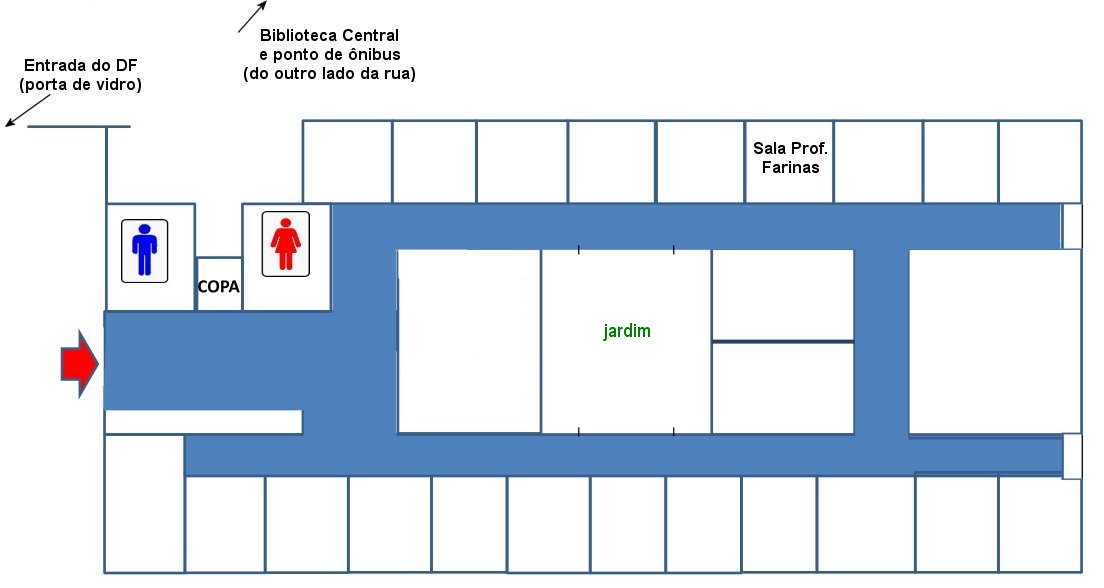 Biblioteca Central
e ponto de ônibus
(do outro lado da rua)
Entrada do DF
(porta de vidro)
Sala Prof.
Farinas
COPA
jardim